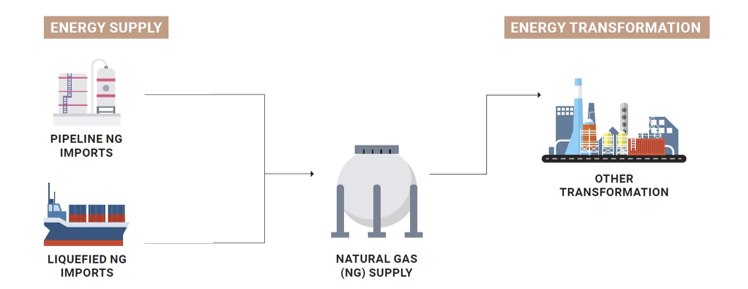 ENERGY SUPPLY
ENERGY TRANSFORMATION
PIPELINE NG
IMPORTS
OTHER
TRANSFORMATION
LIQUEFIED NG
IMPORTS
NATURAL GAS
(NG) SUPPLY